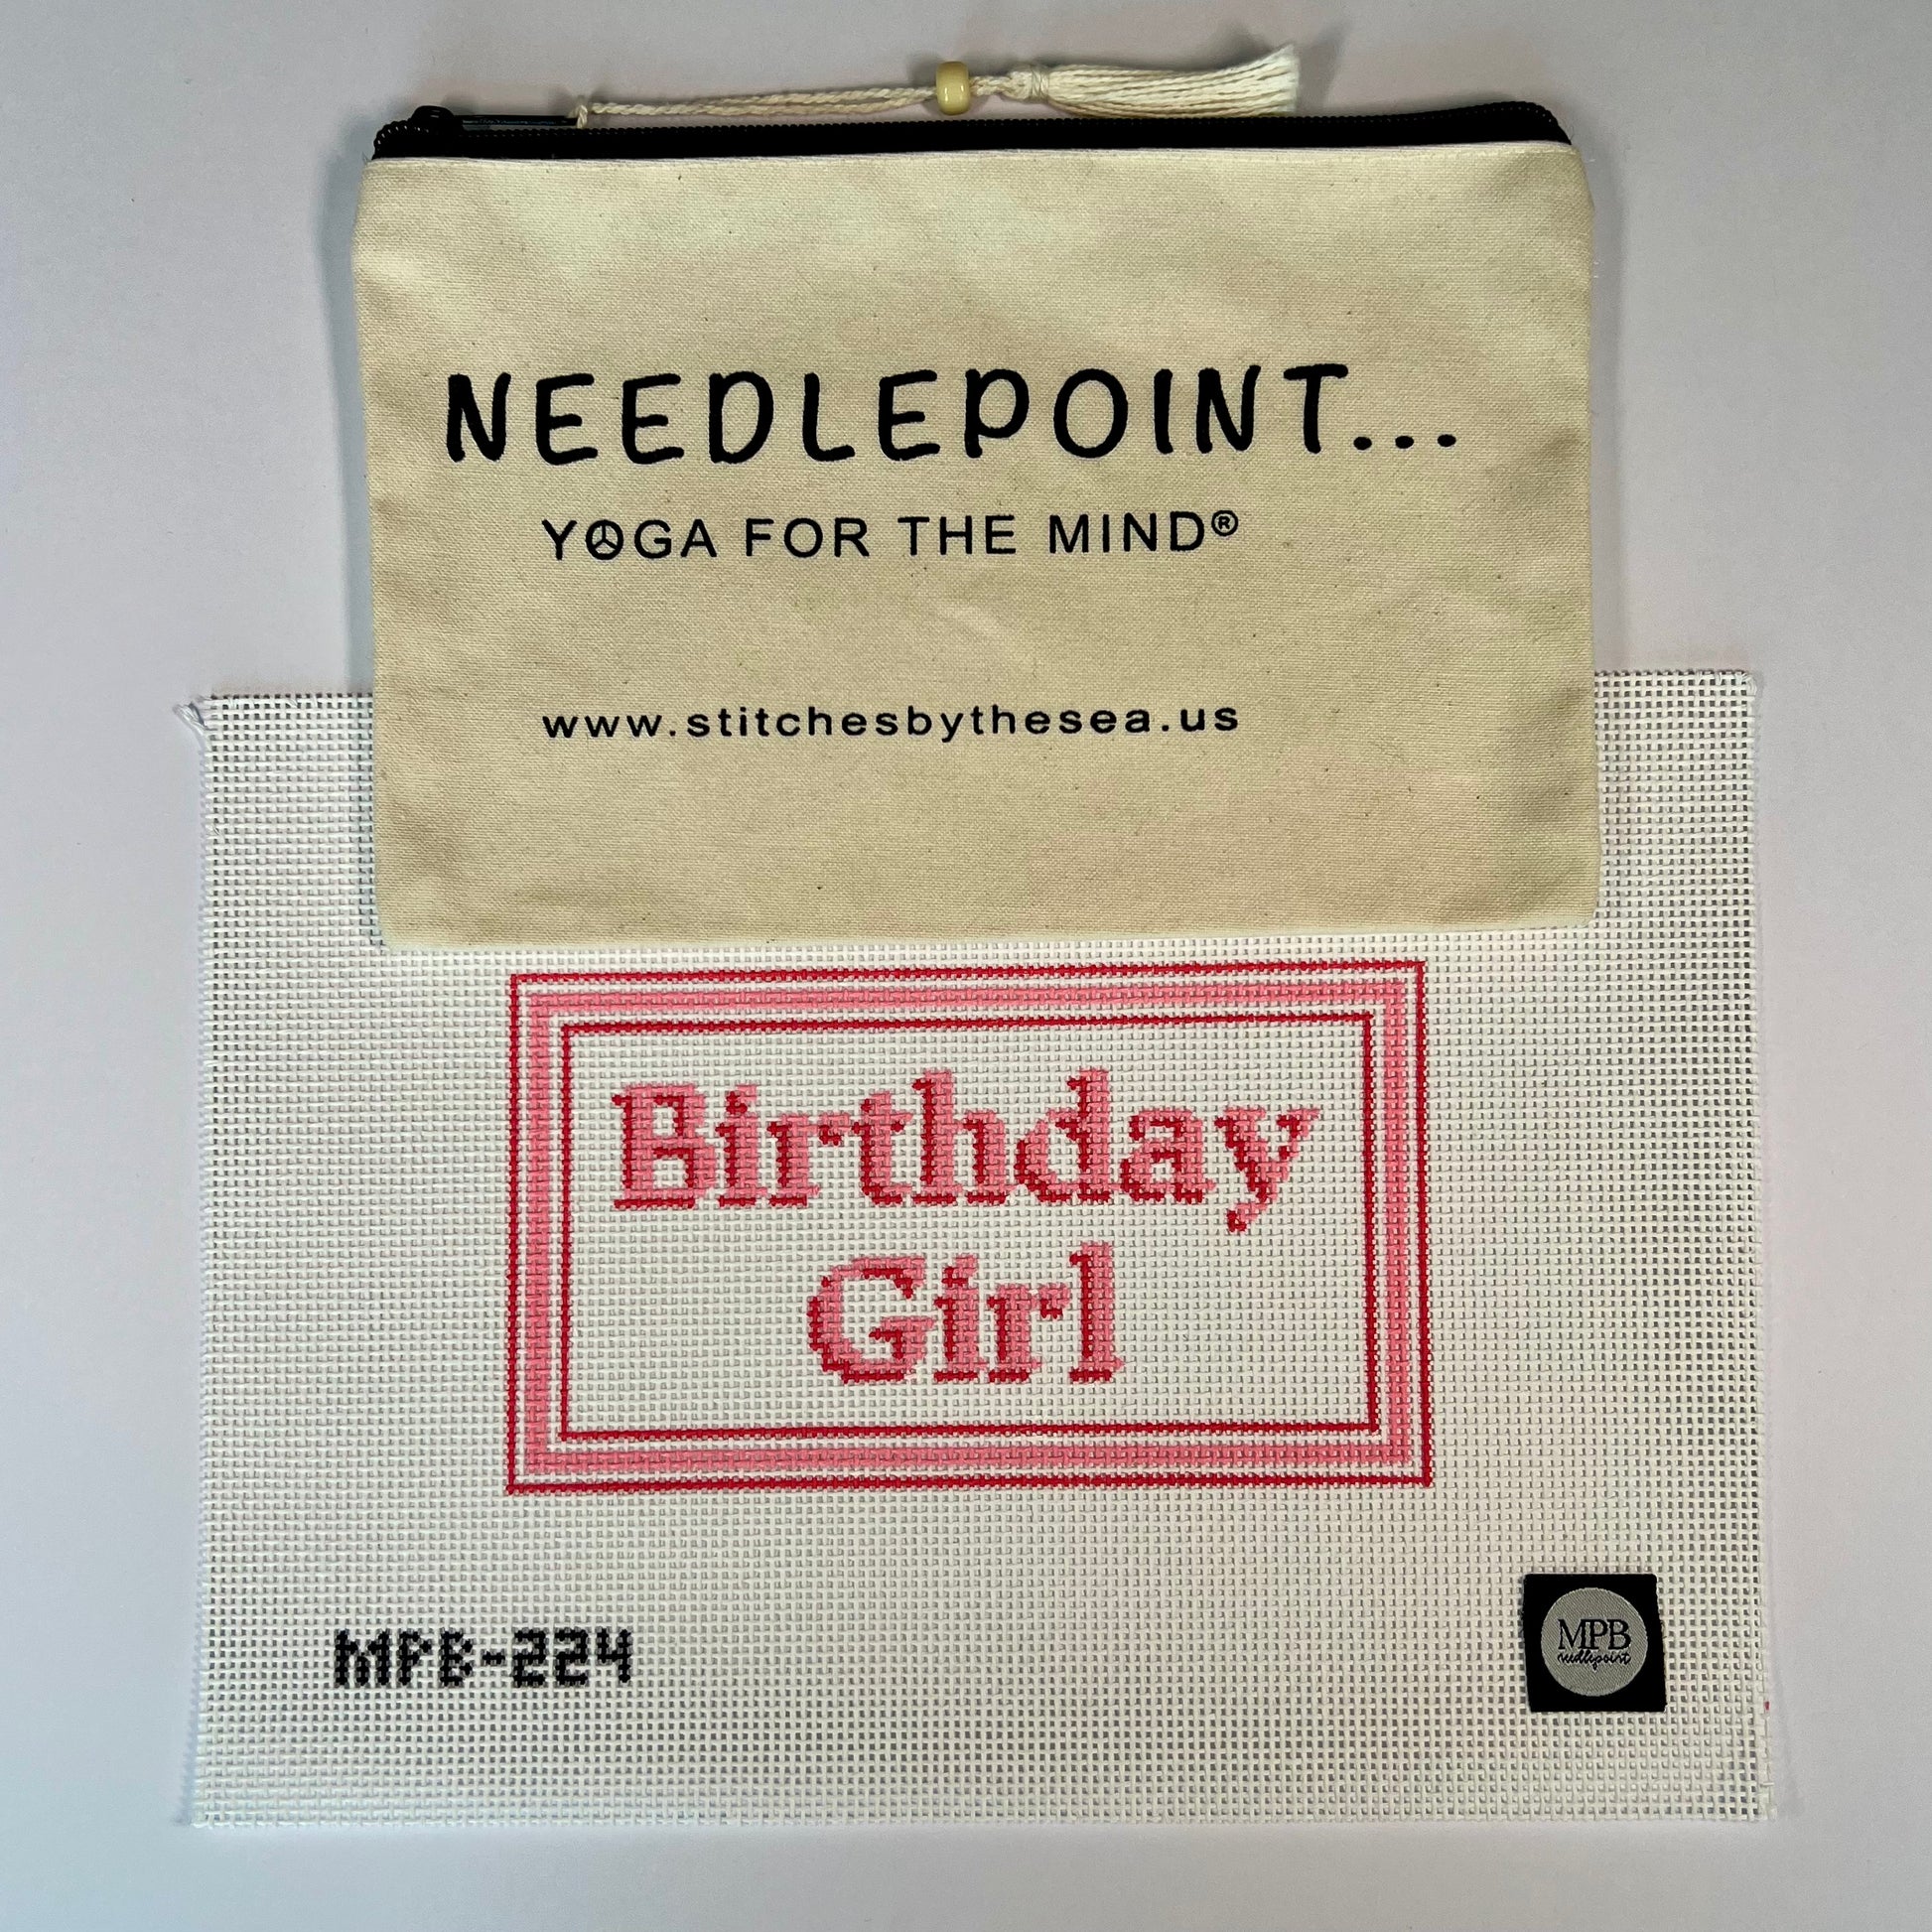 NEEDLEPOINT...
YOGA FOR THE MIND®
www.stitchesbythesea.us
Birthday
Girl
MPB-224
MPB
needlepoint